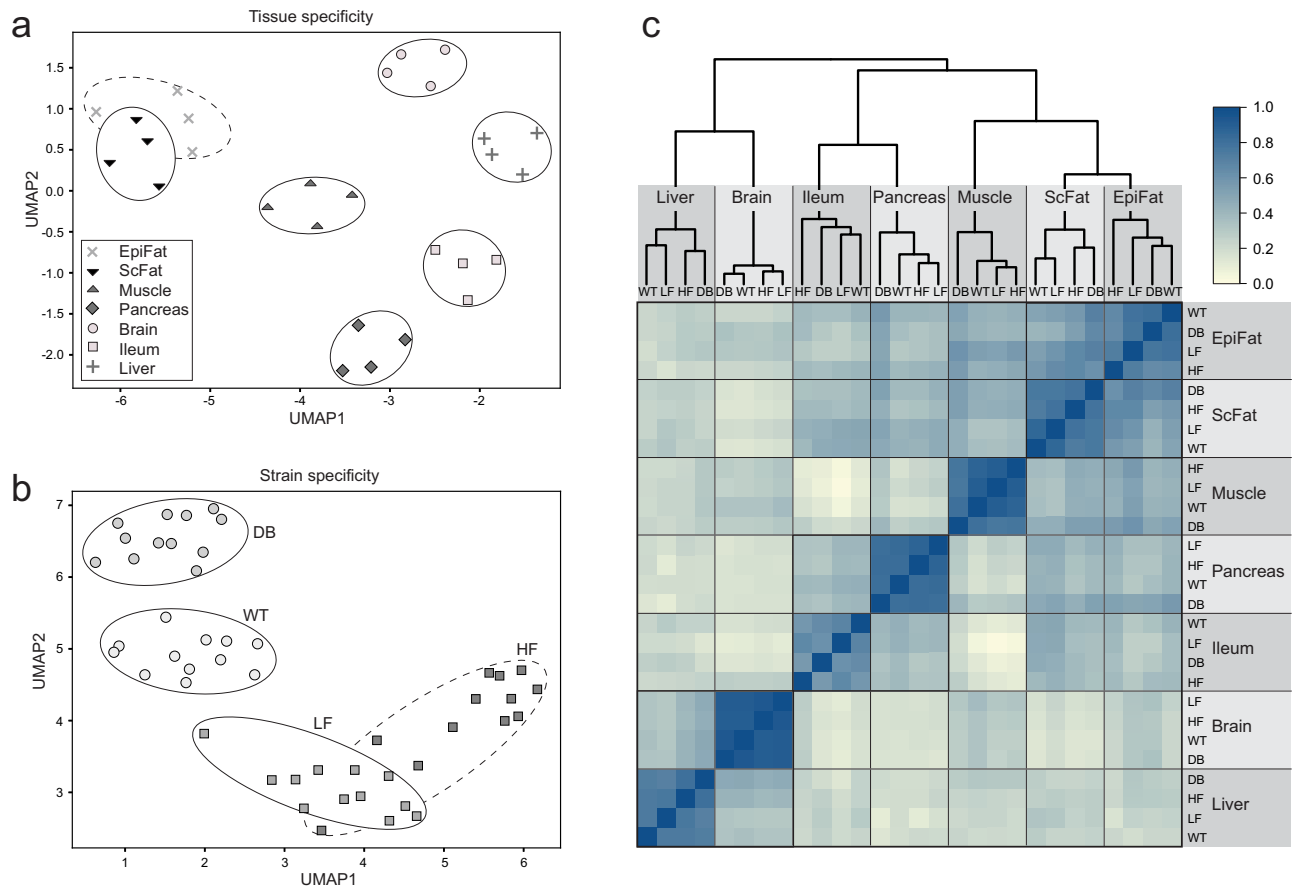 a
Tissue specificity
UMAP2
1.5
1.0
0.5
0.0
-0.5
-1.0
-1.5
-2.0
EpiFat
ScFat
Muscle
Pancreas
Brain
Ileum
Liver
-6 -5 -4 -3 -2
UMAP1
b
Strain specificity
UMAP2
7
6
5
4
3
DB
WT
HF
LF
1 2 3 4 5 6
UMAP1
c
1.0
0.8
0.6
0.4
0.2
0.0
Liver Brain Ileum Pancreas Muscle ScFat EpiFat
WT LF HF DB DB WT HF LF HF DB LF WT DB WT HF LF DB WT LF HF WT LF HF DB HF LF DB WT
WT
DB
LF
HF
EpiFat
DB
HF
LF
WT
ScFat
HF
LF
WT
DB
Muscle
LF
HF
WT
DB
Pancreas
WT
LF
DB
HF
Ileum
LF
HF
WT
DB
Brain
DB
HF
LF
WT
Liver